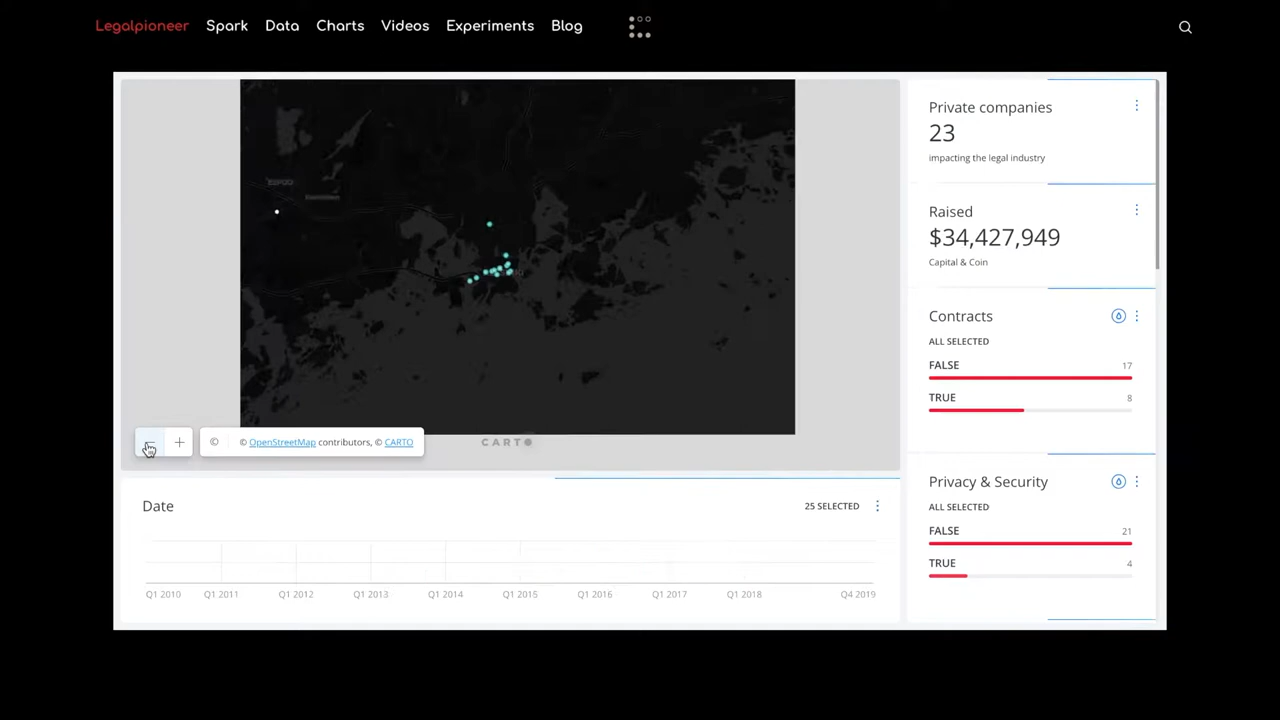 Legalpioneer Spark Data Charts Videos Experiments Blog
Private companies
23
impacting the legal industry
Raised
$34,427,949
Capital & Coin
Contracts
ALL SELECTED
FALSE 17
TRUE 8
Privacy & Security
ALL SELECTED
FALSE 21
TRUE 4
ESPOO
© © OpenStreetMap contributors, © CARTO
CARTO
Date 25 SELECTED
Q1 2010 Q1 2011 Q1 2012 Q1 2013 Q1 2014 Q1 2015 Q1 2016 Q1 2017 Q1 2018 Q4 2019